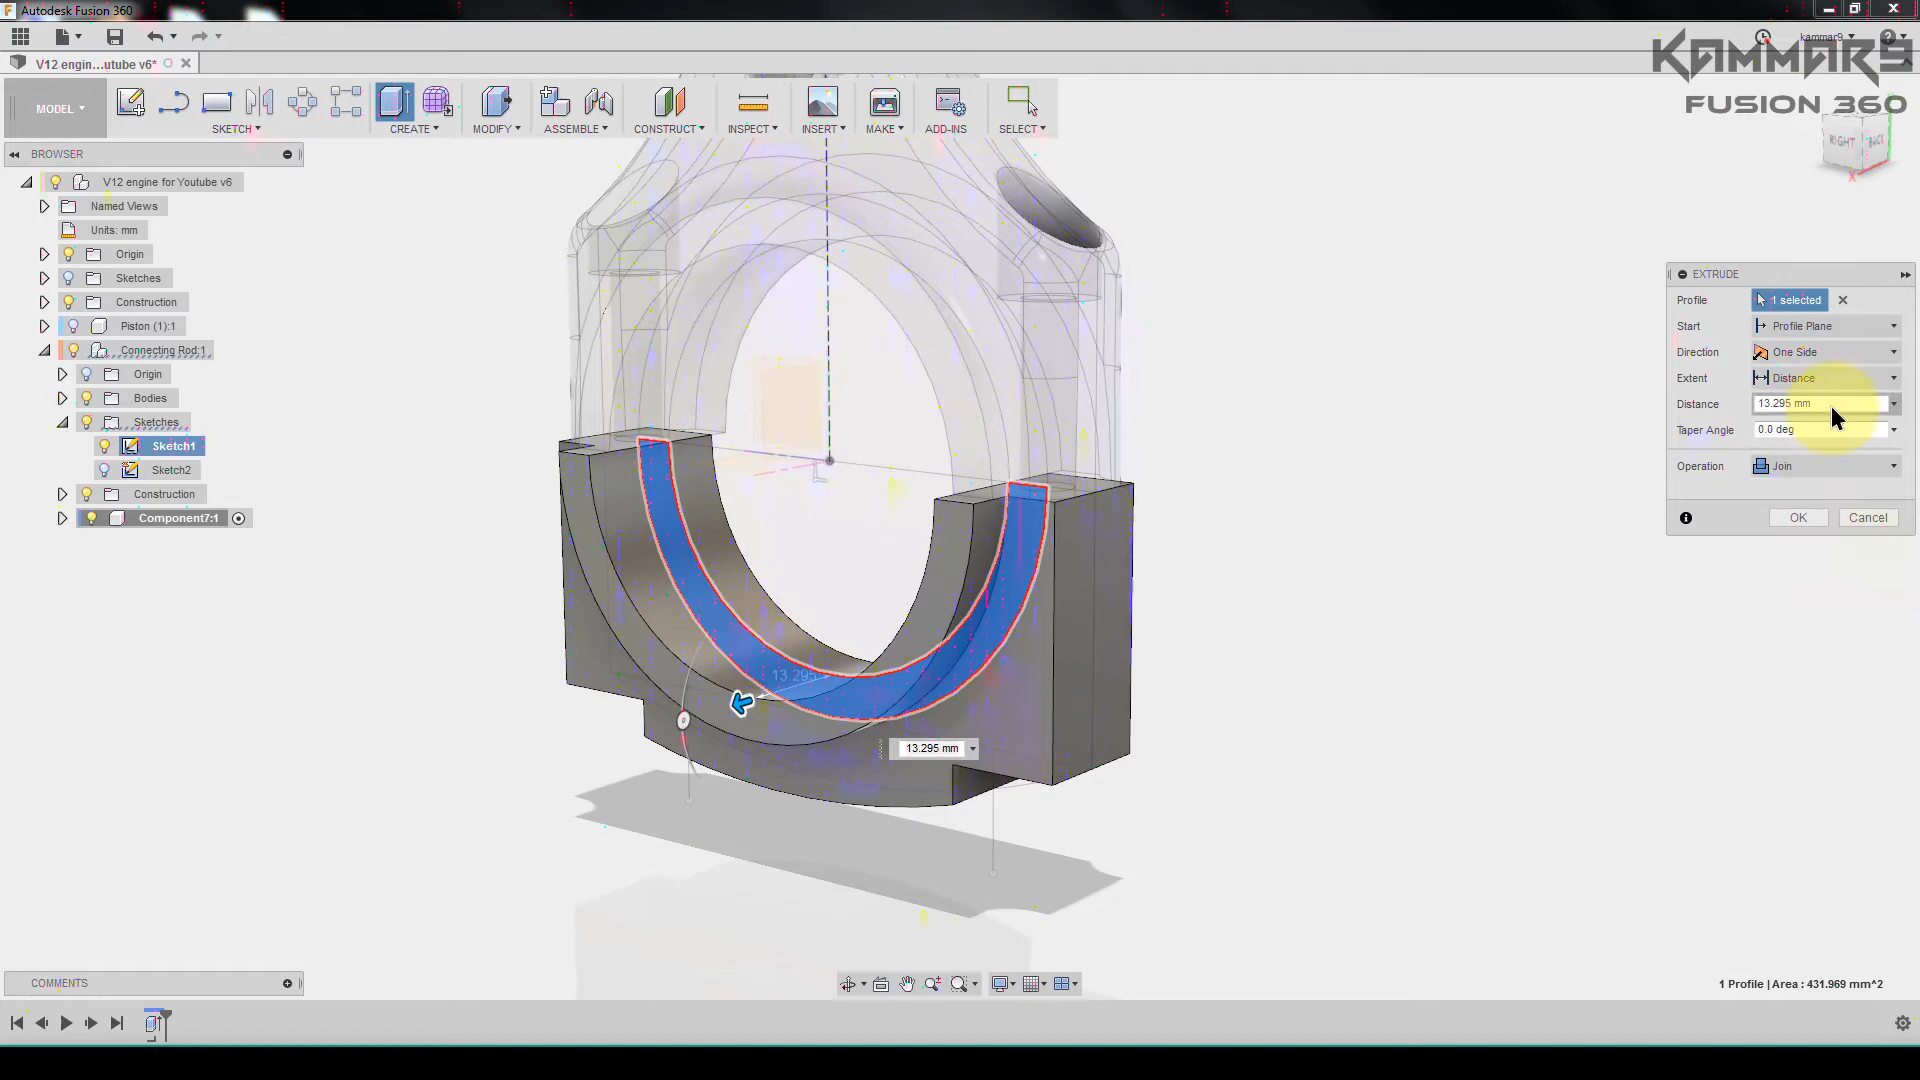 Autodesk Fusion 360
kammar9
KAMMAR9
FUSION 360
V12 engin...utube v6*
MODEL
SKETCH
CREATE
MODIFY
ASSEMBLE
CONSTRUCT
INSPECT
INSERT
MAKE
ADD-INS
SELECT
RIGHT
BACK
X
BROWSER
V12 engine for Youtube v6
Named Views
Units: mm
Origin
Sketches
Construction
Piston (1):1
Connecting Rod:1
Origin
Bodies
Sketches
Sketch1
Sketch2
Construction
Component7:1
EXTRUDE
Profile 1 selected
Start Profile Plane
Direction One Side
Extent Distance
Distance 13.295 mm
Taper Angle 0.0 deg
Operation Join
OK Cancel
13.295
13.295 mm
COMMENTS
1 Profile | Area : 431.969 mm^2